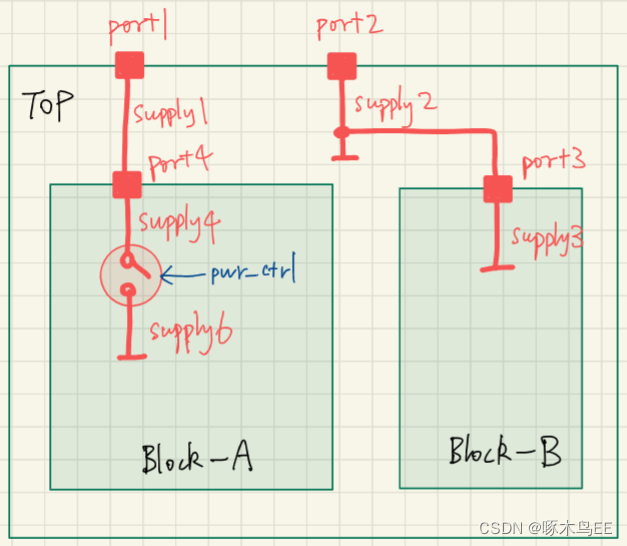 port1
port2
TOP
supply1
supply2
port4
port3
supply4
supply3
pwr_ctrl
supply6
Block-A
Block-B
CSDN @啄木鸟EE